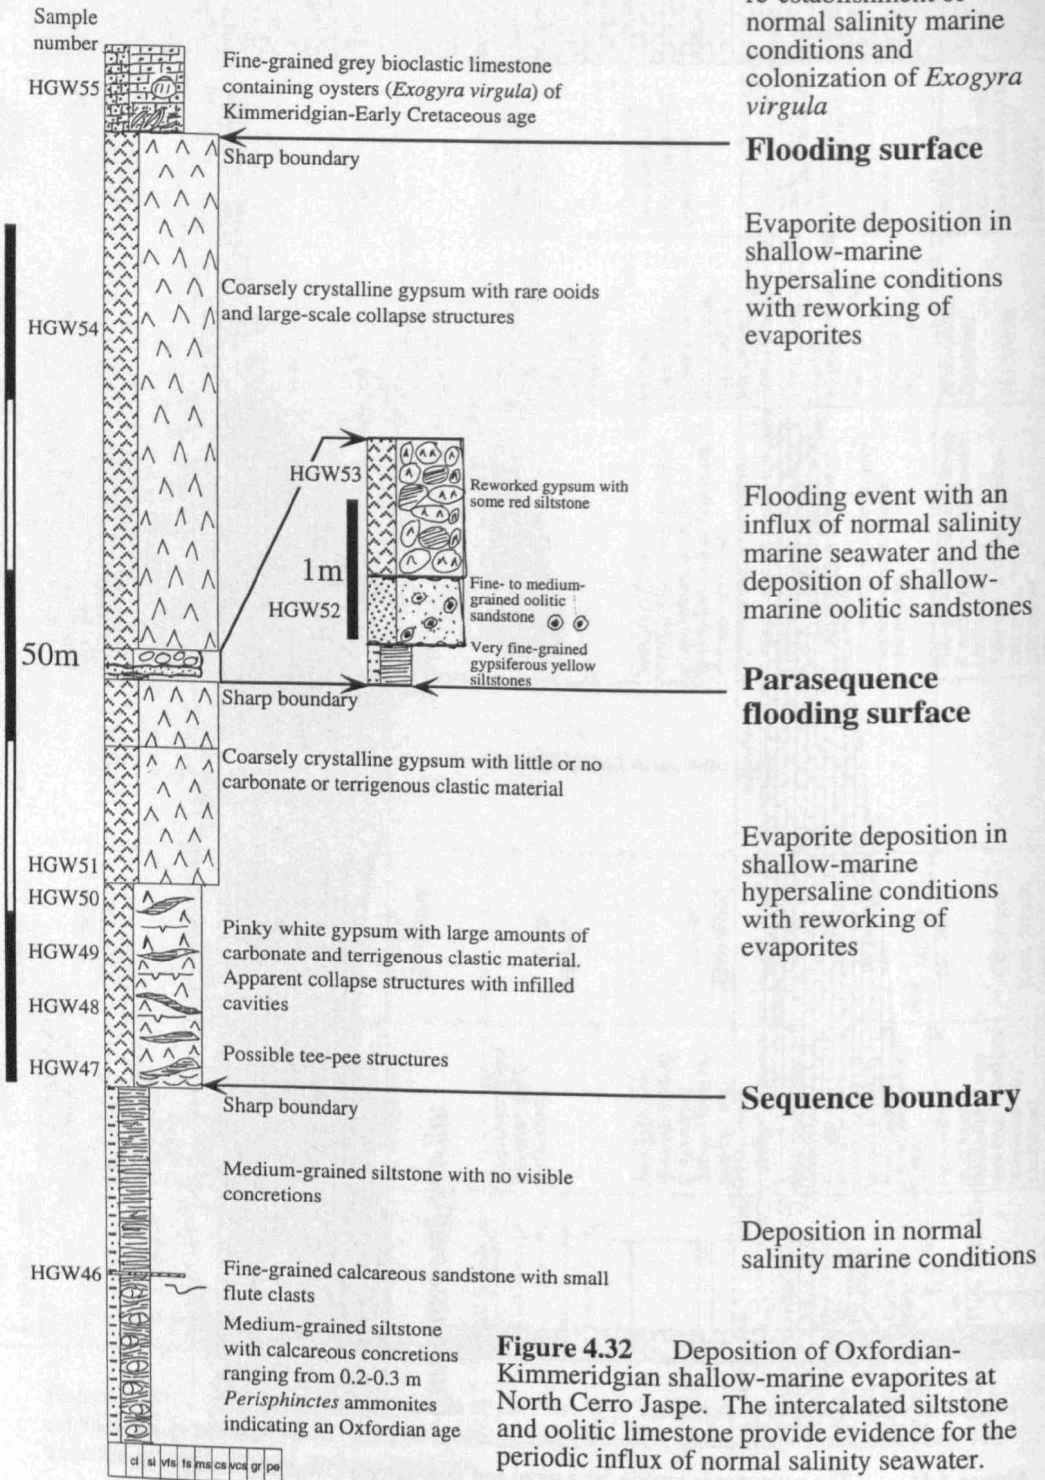 Sample
number
HGW55
Fine-grained grey bioclastic limestone
containing oysters (Exogyra virgula) of
Kimmeridgian-Early Cretaceous age
normal salinity marine
conditions and
colonization of Exogyra
virgula
Sharp boundary
Flooding surface
HGW54
Coarsely crystalline gypsum with rare ooids
and large-scale collapse structures
Evaporite deposition in
shallow-marine
hypersaline conditions
with reworking of
evaporites
HGW53
Reworked gypsum with
some red siltstone
1m
HGW52
Fine- to medium-
grained oolitic
sandstone
Very fine-grained
gypsiferous yellow
siltstones
Flooding event with an
influx of normal salinity
marine seawater and the
deposition of shallow-
marine oolitic sandstones
50m
Sharp boundary
Parasequence
flooding surface
Coarsely crystalline gypsum with little or no
carbonate or terrigenous clastic material
HGW51
HGW50
HGW49
HGW48
HGW47
Pinky white gypsum with large amounts of
carbonate and terrigenous clastic material.
Apparent collapse structures with infilled
cavities
Possible tee-pee structures
Evaporite deposition in
shallow-marine
hypersaline conditions
with reworking of
evaporites
Sharp boundary
Sequence boundary
Medium-grained siltstone with no visible
concretions
Deposition in normal
salinity marine conditions
HGW46
Fine-grained calcareous sandstone with small
flute clasts
Medium-grained siltstone
with calcareous concretions
ranging from 0.2-0.3 m
Perisphinctes ammonites
indicating an Oxfordian age
cl si vfs fs ms cs vcs gr pe
Figure 4.32 Deposition of Oxfordian-
Kimmeridgian shallow-marine evaporites at
North Cerro Jaspe. The intercalated siltstone
and oolitic limestone provide evidence for the
periodic influx of normal salinity seawater.